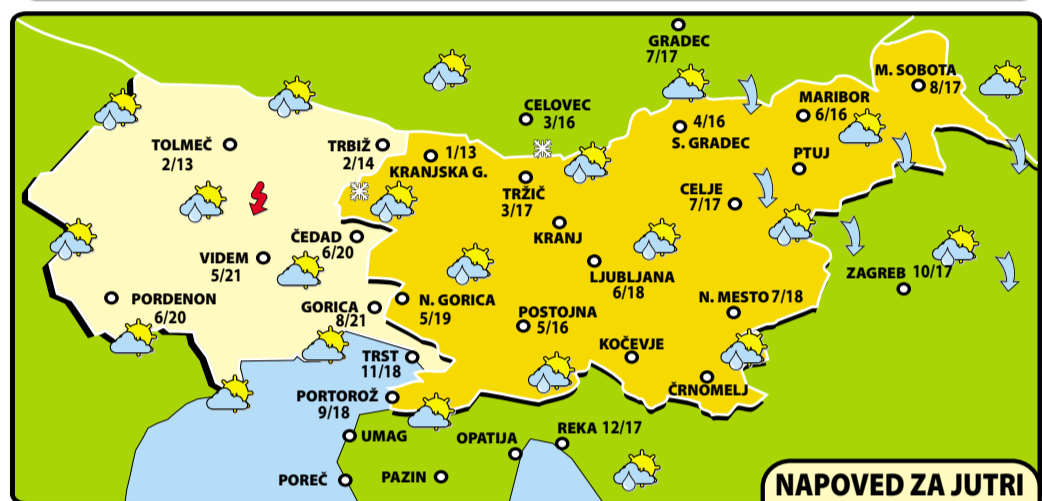 GRADEC
7/17
M. SOBOTA
8/17
CELOVEC
3/16
MARIBOR
6/16
4/16
S. GRADEC
TOLMEČ
2/13
TRBIŽ
2/14
1/13
KRANJSKA G.
PTUJ
TRŽIČ
3/17
CELJE
7/17
KRANJ
ČEDAD
6/20
VIDEM
5/21
LJUBLJANA
6/18
ZAGREB 10/17
PORDENON
6/20
GORICA
8/21
N. GORICA
5/19
N. MESTO 7/18
POSTOJNA
5/16
KOČEVJE
TRST
11/18
ČRNOMELJ
PORTOROŽ
9/18
UMAG
OPATIJA
REKA 12/17
POREČ
PAZIN
NAPOVED ZA JUTRI